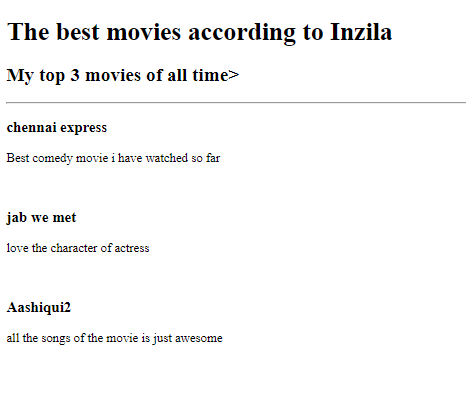 The best movies according to Inzila
My top 3 movies of all time>
chennai express
Best comedy movie i have watched so far
jab we met
love the character of actress
Aashiqui2
all the songs of the movie is just awesome